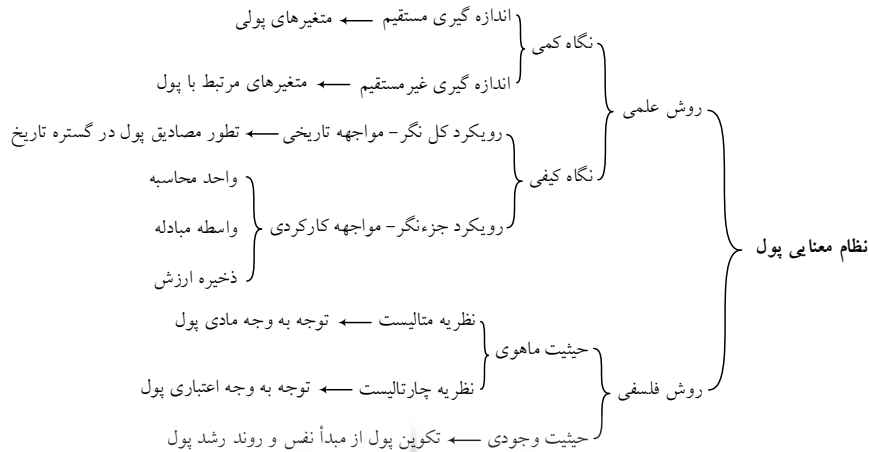 اندازه گیری مستقیم ← متغیرهای پولی
نگاه کمی
اندازه گیری غیرمستقیم ← متغیرهای مرتبط با پول
روش علمی
رویکرد کل نگر- مواجهه تاریخی ← تطور مصادیق پول در گستره تاریخ
نگاه کیفی
واحد محاسبه
رویکرد جزءنگر- مواجهه کارکردی
واسطه مبادله
ذخیره ارزش
نظام معنایی پول
نظریه متالیست ← توجه به وجه مادی پول
حیثیت ماهوی
نظریه چارتالیست ← توجه به وجه اعتباری پول
روش فلسفی
حیثیت وجودی ← تکوین پول از مبدأ نفس و روند رشد پول